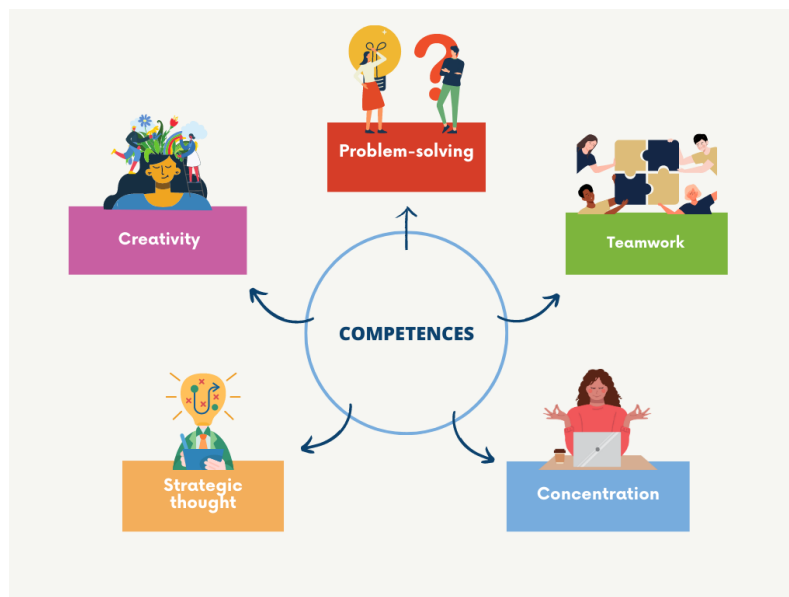 Problem-solving
Creativity
Teamwork
COMPETENCES
Strategic
thought
Concentration